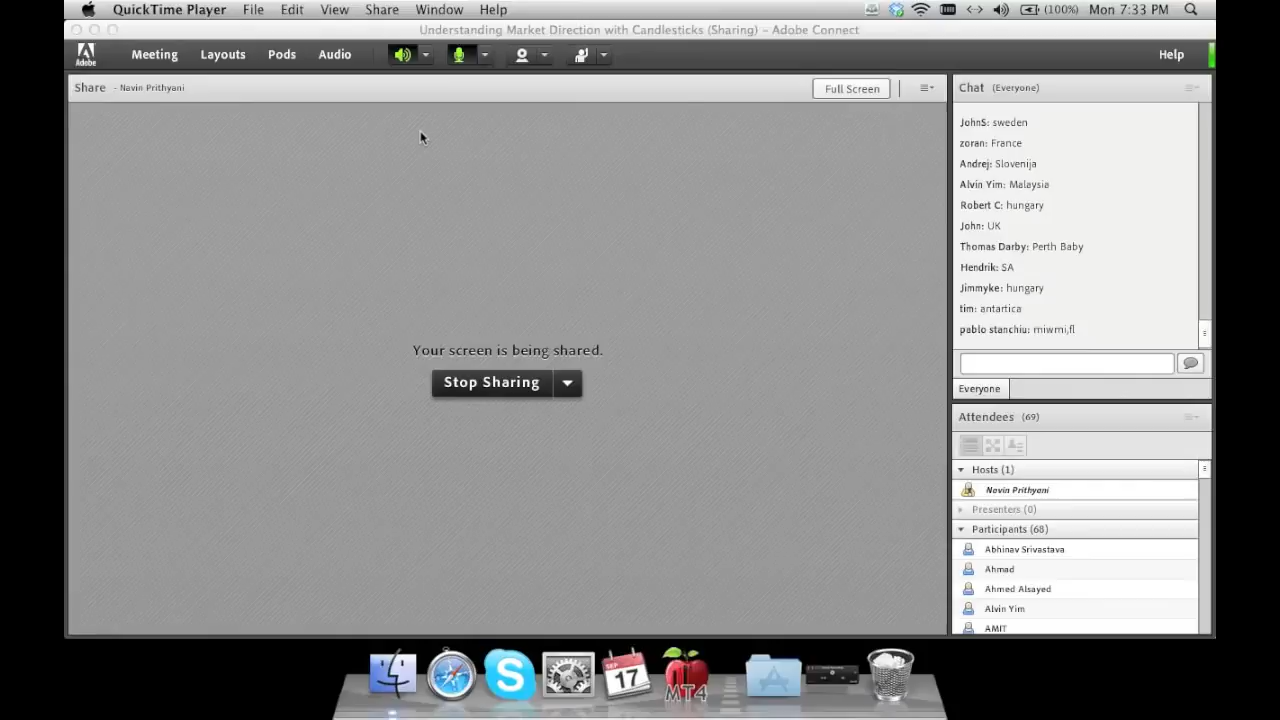 QuickTime Player File Edit View Share Window Help (100%) Mon 7:33 PM
Understanding Market Direction with Candlesticks (Sharing) – Adobe Connect
Adobe Meeting Layouts Pods Audio Help
Share - Navin Prithyani Full Screen
Chat (Everyone)
JohnS: sweden
zoran: France
Andrej: Slovenija
Alvin Yim: Malaysia
Robert C: hungary
John: UK
Thomas Darby: Perth Baby
Hendrik: SA
Jimmyke: hungary
tim: antartica
pablo stanchiu: miwmi,fl
Your screen is being shared.
Stop Sharing
Everyone
Attendees (69)
Hosts (1)
Navin Prithyani
Presenters (0)
Participants (68)
Abhinav Srivastava
Ahmad
Ahmed Alsayed
Alvin Yim
AMIT
SEP
17
MT4